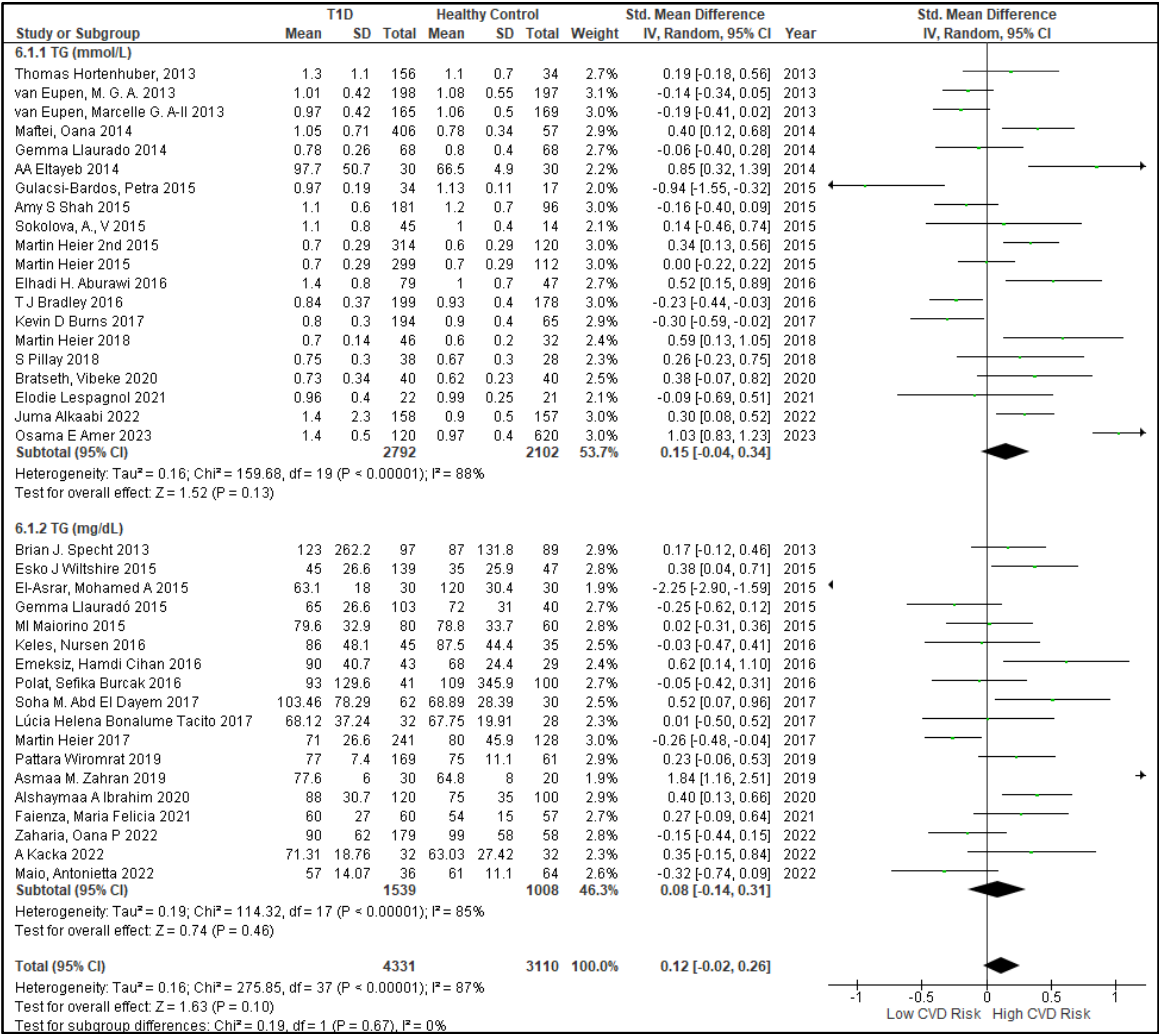 T1D Healthy Control Std. Mean Difference Std. Mean Difference
Study or Subgroup Mean SD Total Mean SD Total Weight IV, Random, 95% CI Year IV, Random, 95% CI
6.1.1 TG (mmol/L)
Thomas Hortenhuber, 2013 1.3 1.1 156 1.1 0.7 34 2.7% 0.19 [-0.18, 0.56] 2013
van Eupen, M. G. A. 2013 1.01 0.42 198 1.08 0.55 197 3.1% -0.14 [-0.34, 0.05] 2013
van Eupen, Marcelle G. A-II 2013 0.97 0.42 165 1.06 0.5 169 3.0% -0.19 [-0.41, 0.02] 2013
Maftei, Oana 2014 1.05 0.71 406 0.78 0.34 57 2.9% 0.40 [0.12, 0.68] 2014
Gemma Llaurado 2014 0.78 0.26 68 0.8 0.4 68 2.8% -0.06 [-0.40, 0.28] 2014
AA Eltayeb 2014 97.7 50.7 30 66.5 4.9 30 2.2% 0.85 [0.32, 1.39] 2014
Gulacsi-Bardos, Petra 2015 0.97 0.19 34 1.13 0.11 17 2.0% -0.94 [-1.55, -0.32] 2015
Amy S Shah 2015 1.1 0.6 181 1.2 0.7 96 3.0% -0.16 [-0.40, 0.09] 2015
Sokolova, A., V 2015 1.1 0.8 45 1 0.4 14 2.1% 0.14 [-0.46, 0.74] 2015
Martin Heier 2nd 2015 0.7 0.29 314 0.6 0.29 120 3.0% 0.34 [0.13, 0.56] 2015
Martin Heier 2015 0.7 0.29 299 0.7 0.29 112 3.0% 0.00 [-0.22, 0.22] 2015
Elhadi H. Aburawi 2016 1.4 0.8 79 1 0.7 47 2.7% 0.52 [0.15, 0.89] 2016
T J Bradley 2016 0.84 0.37 199 0.93 0.4 178 3.1% -0.23 [-0.44, -0.03] 2016
Kevin D Burns 2017 0.8 0.3 194 0.9 0.4 65 2.9% -0.30 [-0.59, -0.02] 2017
Martin Heier 2018 0.7 0.14 46 0.6 0.2 32 2.4% 0.59 [0.13, 1.05] 2018
S Pillay 2018 0.75 0.3 38 0.67 0.3 28 2.4% 0.26 [-0.23, 0.75] 2018
Bratseth, Vibeke 2020 0.73 0.34 40 0.62 0.23 40 2.5% 0.38 [-0.07, 0.82] 2020
Elodie Lespagnol 2021 0.96 0.4 22 0.99 0.25 21 2.1% -0.09 [-0.69, 0.51] 2021
Juma Alkaabi 2022 1.4 2.3 158 0.9 0.5 157 3.0% 0.30 [0.08, 0.52] 2022
Osama E Amer 2023 1.4 0.5 120 0.97 0.4 620 3.0% 1.03 [0.83, 1.23] 2023
Subtotal (95% CI) 2792 2102 53.7% 0.15 [-0.04, 0.34]
Heterogeneity: Tau² = 0.16; Chi² = 159.68, df = 19 (P < 0.00001); I² = 88%
Test for overall effect: Z = 1.52 (P = 0.13)
6.1.2 TG (mg/dL)
Brian J. Specht 2013 123 262.2 97 87 131.8 89 2.9% 0.17 [-0.12, 0.46] 2013
Esko J Wiltshire 2015 45 26.6 139 35 25.9 47 2.8% 0.38 [0.04, 0.71] 2015
El-Asrar, Mohamed A 2015 63.1 18 30 120 30.4 30 1.9% -2.25 [-2.90, -1.59] 2015
Gemma Llauradó 2015 65 26.6 103 72 31 40 2.7% -0.25 [-0.62, 0.12] 2015
MI Maiorino 2015 79.6 32.9 80 78.8 33.7 60 2.8% 0.02 [-0.31, 0.36] 2015
Keles, Nursen 2016 86 48.1 45 87.5 44.4 35 2.5% -0.03 [-0.47, 0.41] 2016
Emeksiz, Hamdi Cihan 2016 90 40.7 43 68 24.4 29 2.4% 0.62 [0.14, 1.10] 2016
Polat, Sefika Burcak 2016 93 129.6 41 109 345.9 100 2.7% -0.05 [-0.42, 0.31] 2016
Soha M. Abd El Dayem 2017 103.46 78.29 62 68.89 28.39 30 2.5% 0.52 [0.07, 0.96] 2017
Lúcia Helena Bonalume Tacito 2017 68.12 37.24 32 67.75 19.91 28 2.3% 0.01 [-0.50, 0.52] 2017
Martin Heier 2017 71 26.6 241 80 45.9 128 3.0% -0.26 [-0.48, -0.04] 2017
Pattara Wiromrat 2019 77 7.4 169 75 11.1 61 2.9% 0.23 [-0.06, 0.53] 2019
Asmaa M. Zahran 2019 77.6 6 30 64.8 8 20 1.9% 1.84 [1.16, 2.51] 2019
Alshaymaa A Ibrahim 2020 88 30.7 120 75 35 100 2.9% 0.40 [0.13, 0.66] 2020
Faienza, Maria Felicia 2021 60 27 60 54 15 57 2.7% 0.27 [-0.09, 0.64] 2021
Zaharia, Oana P 2022 90 62 179 99 58 58 2.9% -0.15 [-0.44, 0.15] 2022
A Kacka 2022 71.31 18.76 32 63.03 27.42 32 2.3% 0.35 [-0.15, 0.84] 2022
Maio, Antonietta 2022 57 14.07 36 61 11.1 64 2.6% -0.32 [-0.74, 0.09] 2022
Subtotal (95% CI) 1539 1008 46.3% 0.08 [-0.14, 0.31]
Heterogeneity: Tau² = 0.19; Chi² = 114.32, df = 17 (P < 0.00001); I² = 85%
Test for overall effect: Z = 0.74 (P = 0.46)
Total (95% CI) 4331 3110 100.0% 0.12 [-0.02, 0.26]
Heterogeneity: Tau² = 0.16; Chi² = 275.85, df = 37 (P < 0.00001); I² = 87%
Test for overall effect: Z = 1.63 (P = 0.10)
Test for subgroup differences: Chi² = 0.19, df = 1 (P = 0.67), I² = 0%
-1 -0.5 0 0.5 1
Low CVD Risk High CVD Risk